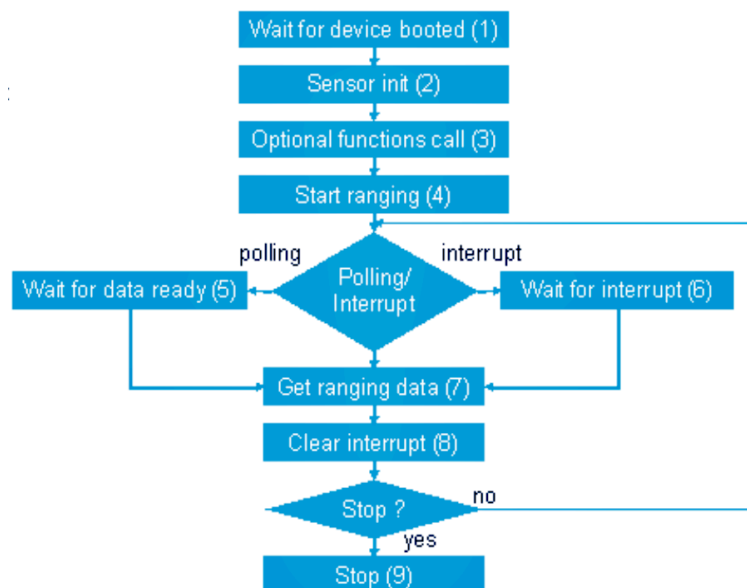 Wait for device booted (1)
Sensor init (2)
Optional functions call (3)
Start ranging (4)
polling
interrupt
Polling/
Interrupt
Wait for data ready (5)
Wait for interrupt (6)
Get ranging data (7)
Clear interrupt (8)
Stop ?
no
yes
Stop (9)